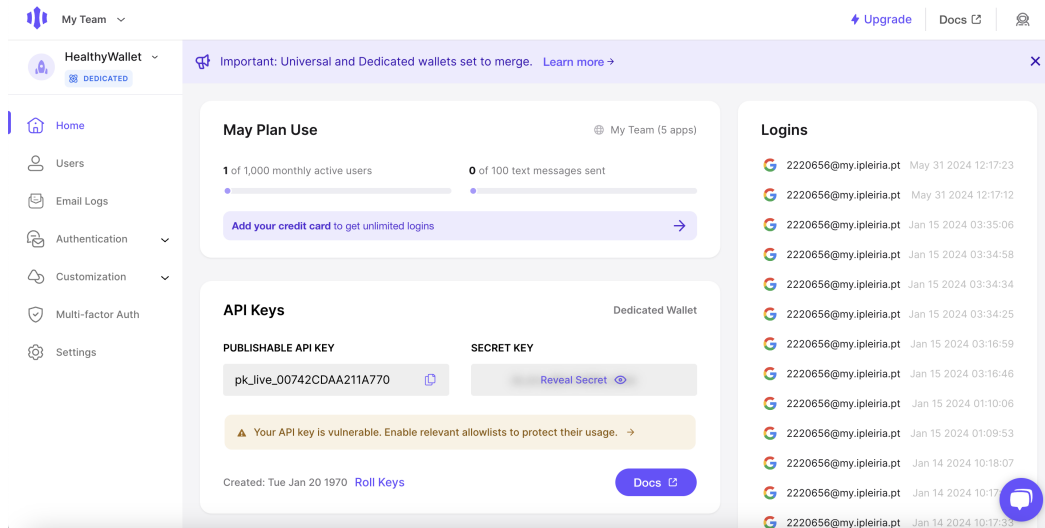 My Team
Upgrade
Docs
HealthyWallet
DEDICATED
Important: Universal and Dedicated wallets set to merge. Learn more →
Home
Users
Email Logs
Authentication
Customization
Multi-factor Auth
Settings
May Plan Use
My Team (5 apps)
1 of 1,000 monthly active users
0 of 100 text messages sent
Add your credit card to get unlimited logins →
API Keys
Dedicated Wallet
PUBLISHABLE API KEY
SECRET KEY
pk_live_00742CDAA211A770
Reveal Secret
Your API key is vulnerable. Enable relevant allowlists to protect their usage. →
Created: Tue Jan 20 1970 Roll Keys
Docs
Logins
2220656@my.ipleiria.pt May 31 2024 12:17:23
2220656@my.ipleiria.pt May 31 2024 12:17:12
2220656@my.ipleiria.pt Jan 15 2024 03:35:06
2220656@my.ipleiria.pt Jan 15 2024 03:34:58
2220656@my.ipleiria.pt Jan 15 2024 03:34:34
2220656@my.ipleiria.pt Jan 15 2024 03:34:25
2220656@my.ipleiria.pt Jan 15 2024 03:16:59
2220656@my.ipleiria.pt Jan 15 2024 03:16:46
2220656@my.ipleiria.pt Jan 15 2024 01:10:06
2220656@my.ipleiria.pt Jan 15 2024 01:09:53
2220656@my.ipleiria.pt Jan 14 2024 10:18:07
2220656@my.ipleiria.pt Jan 14 2024
2220656@my.ipleiria.pt Jan 14 2024 10:17:33